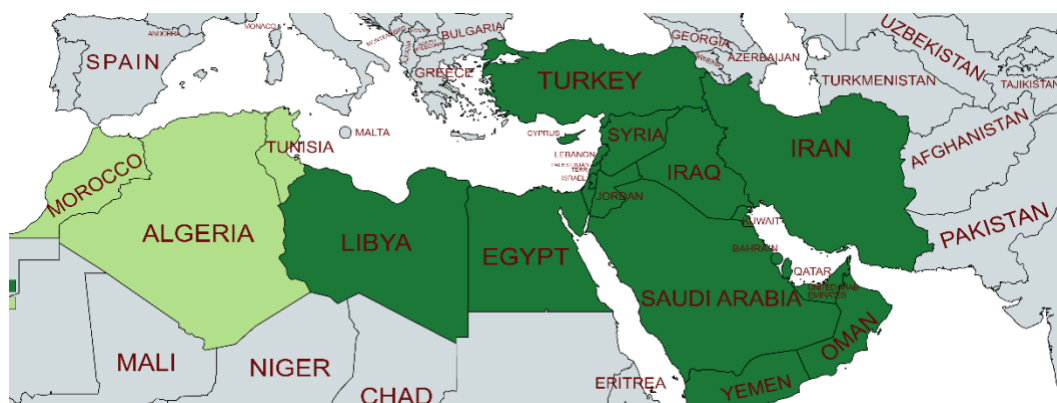 MONACO
ANDORRA
SPAIN
BULGARIA
GREECE
GEORGIA
AZERBAIJAN
UZBEKISTAN
TURKMENISTAN
TAJIKISTAN
TURKEY
MALTA
CYPRUS
SYRIA
LEBANON
ISRAEL
JORDAN
IRAQ
IRAN
AFGHANISTAN
PAKISTAN
TUNISIA
MOROCCO
ALGERIA
LIBYA
EGYPT
KUWAIT
BAHRAIN
QATAR
UNITED ARAB
EMIRATES
SAUDI ARABIA
OMAN
YEMEN
MALI
NIGER
CHAD
ERITREA